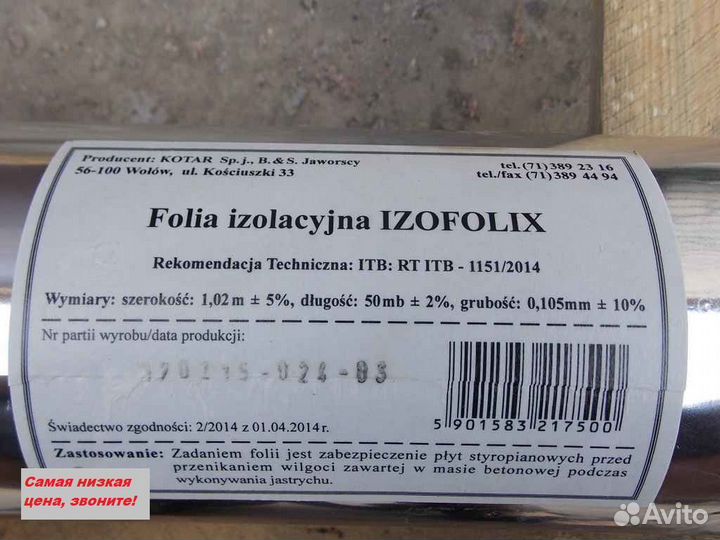 Producent: KOTAR Sp.j., B.&S. Jaworscy
56-100 Wołów, ul. Kościuszki 33
tel.(71)389 23 16
tel./fax (71)389 44 94
Folia izolacyjna IZOFOLIX
Rekomendacja Techniczna: ITB: RT ITB - 1151/2014
Wymiary: szerokość: 1,02 m ± 5%, długość: 50 mb ± 2%, grubość: 0,105mm ± 10%
Nr partii wyrobu/data produkcji:
5 901583 217500
Świadectwo zgodności: 2/2014 z 01.04.2014 r.
Zastosowanie: Zadaniem folii jest zabezpieczenie płyt styropianowych przed
przenikaniem wilgoci zawartej w masie betonowej podczas
wykonywania jastrychu.
Самая низкая
цена, звоните!
Avito